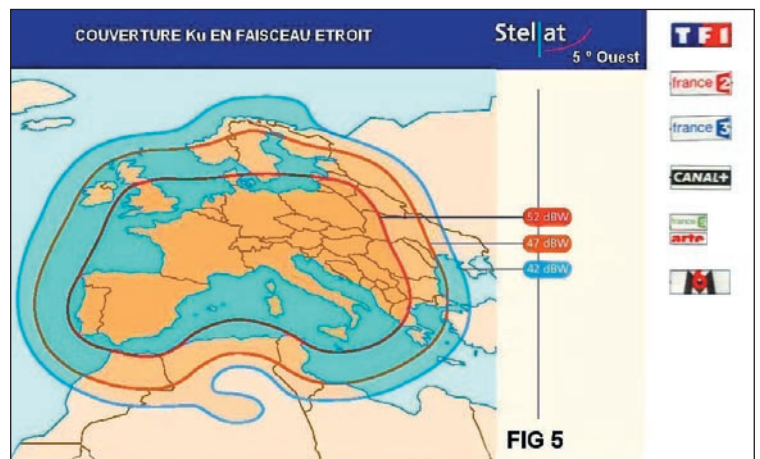 COUVERTURE Ku EN FAISCEAU ETROIT
Stellat
5 ° Ouest
52 dBW
47 dBW
42 dBW
FIG 5
TF1
france 2
france 3
CANAL+
france 5
arte
M